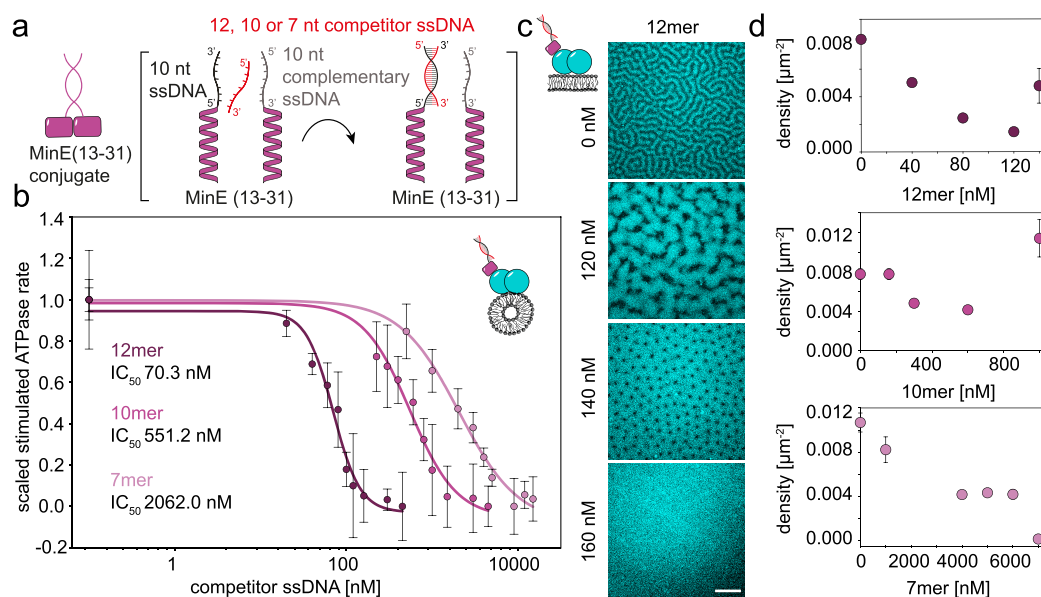 a
12, 10 or 7 nt competitor ssDNA
3'
5'
5'
3'
5'
10 nt
ssDNA
5'
10 nt
complementary
ssDNA
5'
3'
3'
5'
3'
3'
MinE(13-31)
conjugate
MinE (13-31)
MinE (13-31)
b
scaled stimulated ATPase rate
1.4
1.2
1.0
0.8
0.6
0.4
0.2
0.0
-0.2
12mer
IC50 70.3 nM
10mer
IC50 551.2 nM
7mer
IC50 2062.0 nM
1
100
10000
competitor ssDNA [nM]
c
12mer
0 nM
120 nM
140 nM
160 nM
d
density [µm-2]
0.008
0.004
0.000
0
40
80
120
12mer [nM]
density [µm-2]
0.012
0.008
0.004
0.000
0
400
800
10mer [nM]
density [µm-2]
0.012
0.008
0.004
0.000
0
2000
4000
6000
7mer [nM]